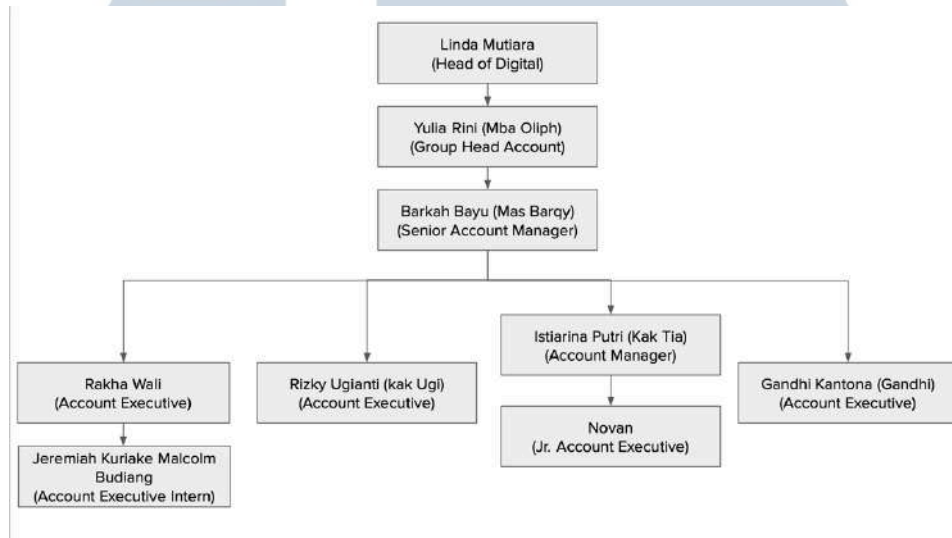 Linda Mutiara
(Head of Digital)
Yulia Rini (Mba Oliph)
(Group Head Account)
Barkah Bayu (Mas Barqy)
(Senior Account Manager)
Rakha Wali
(Account Executive)
Rizky Ugianti (kak Ugi)
(Account Executive)
Istiarina Putri (Kak Tia)
(Account Manager)
Gandhi Kantona (Gandhi)
(Account Executive)
Jeremiah Kuriake Malcolm
Budiang
(Account Executive Intern)
Novan
(Jr. Account Executive)